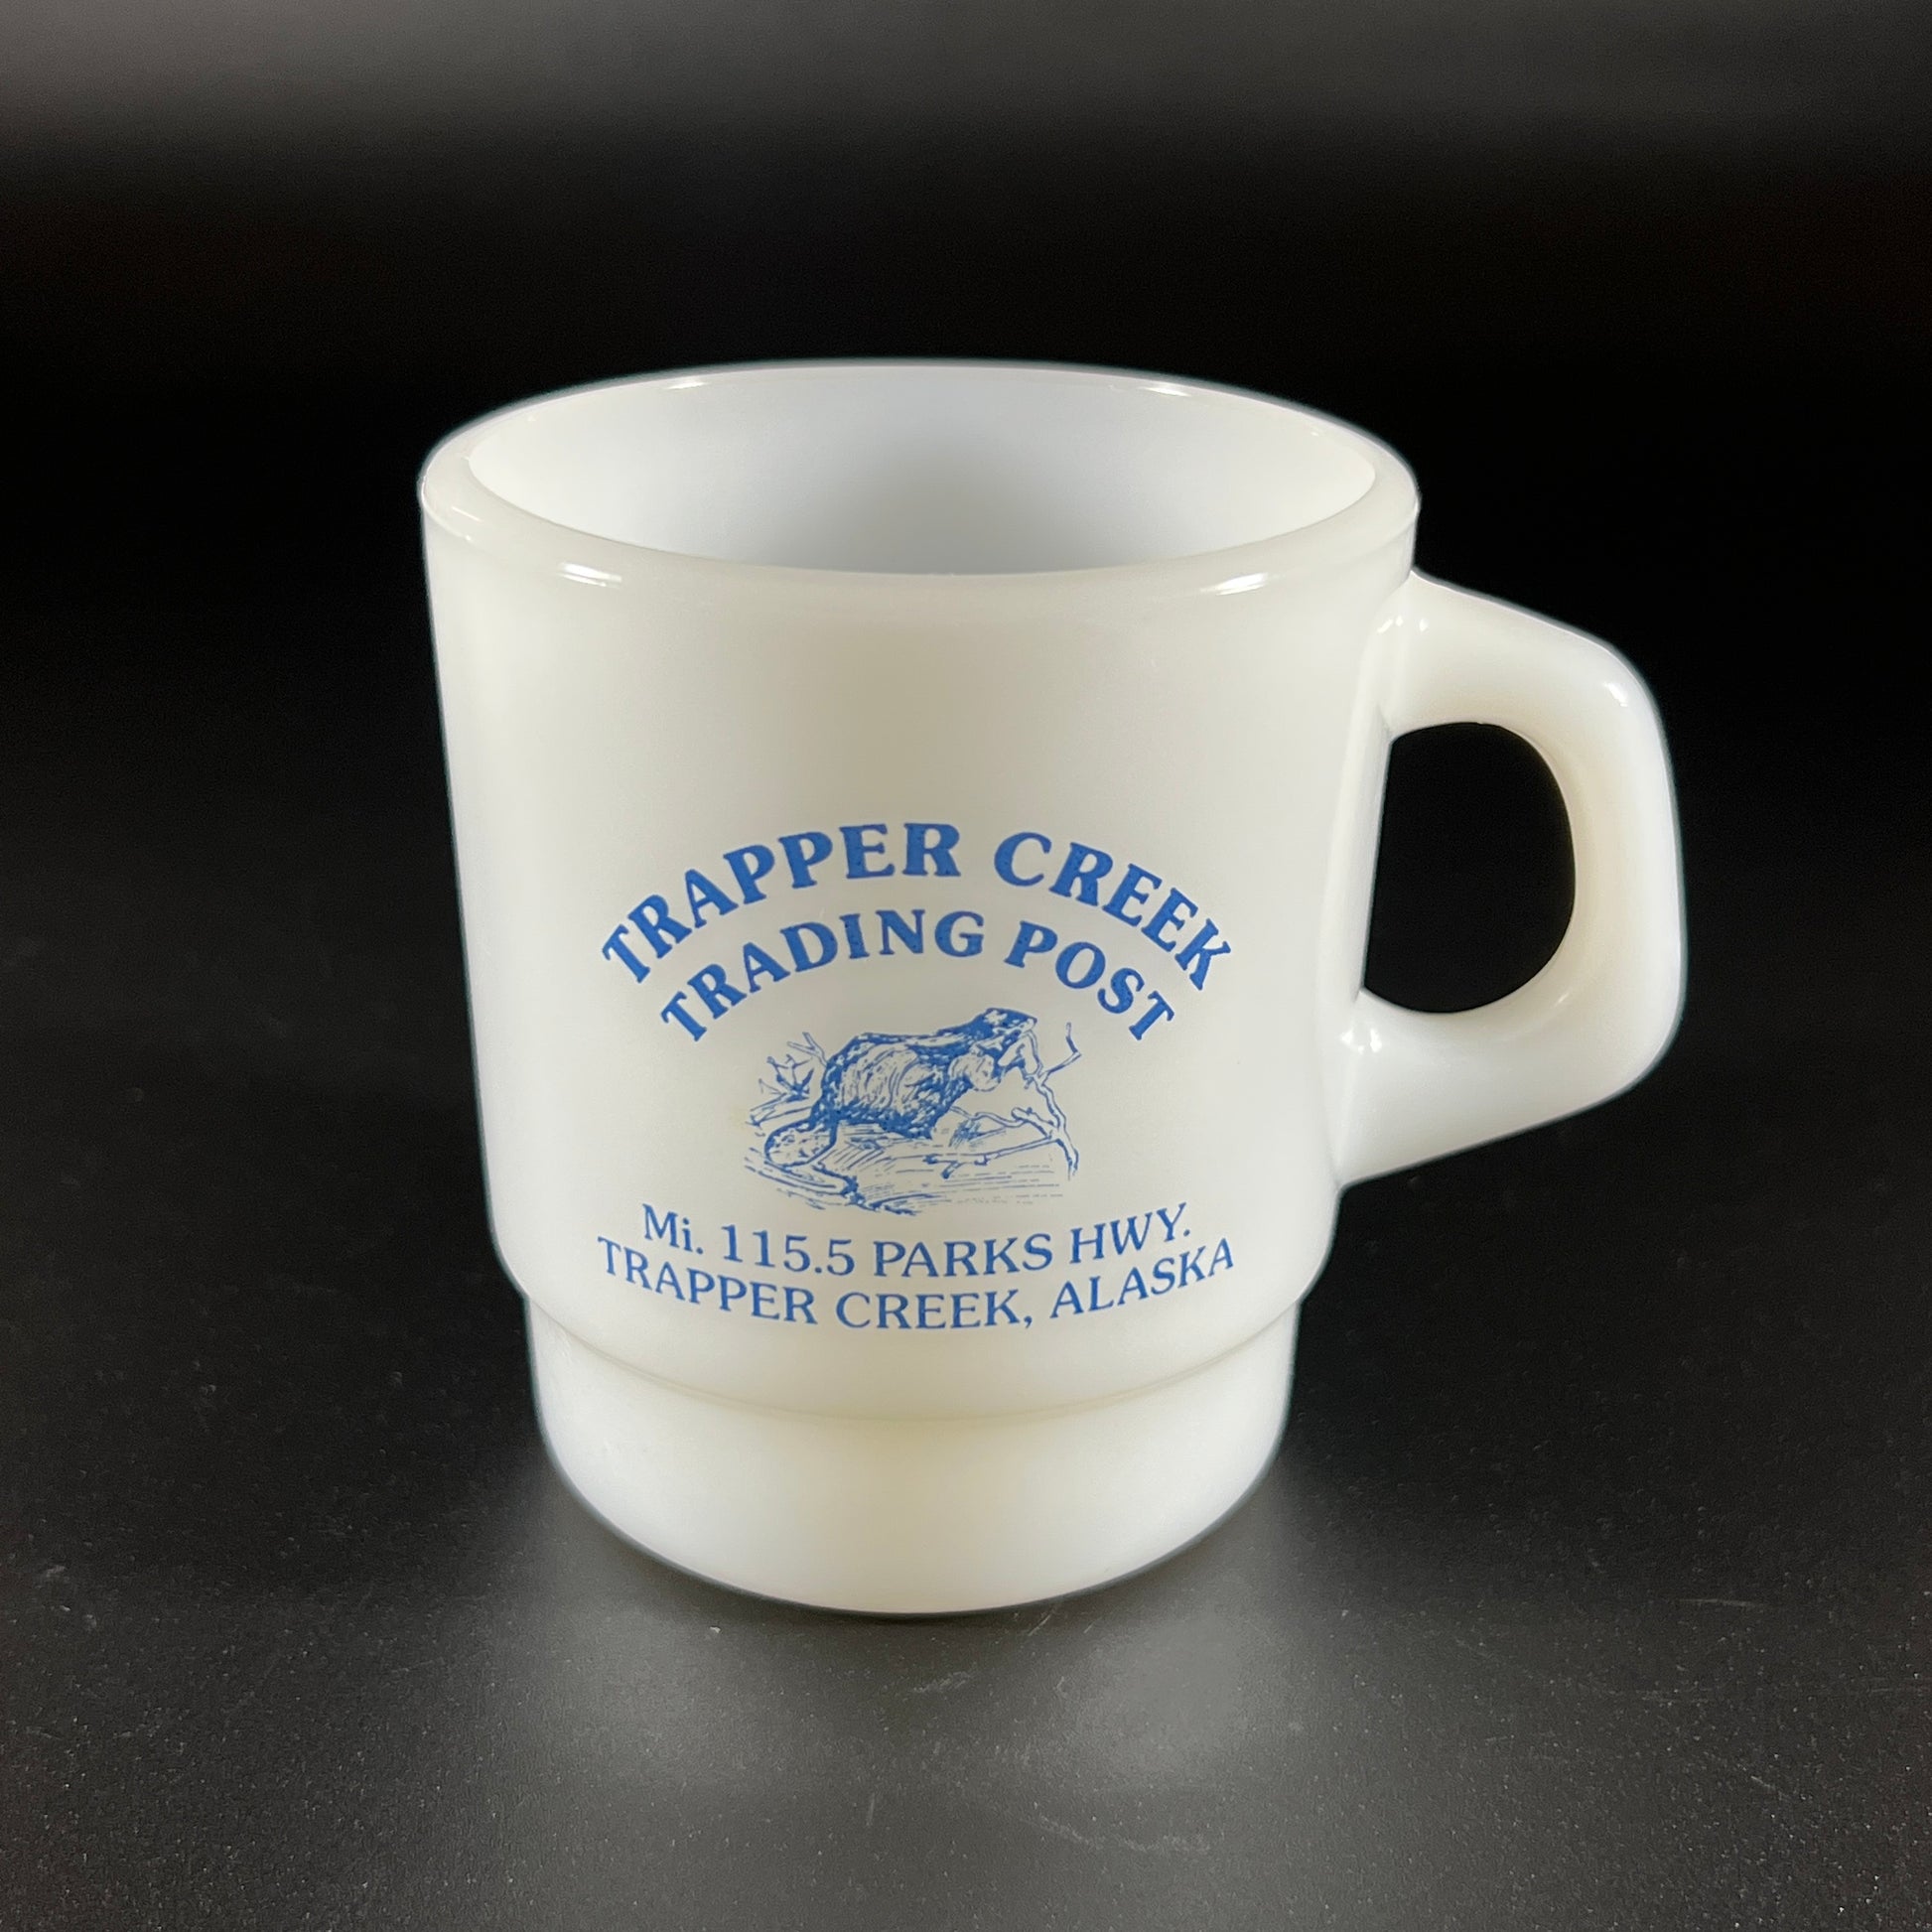 TRAPPER CREEK
TRADING POST
Mi. 115.5 PARKS HWY.
TRAPPER CREEK, ALASKA